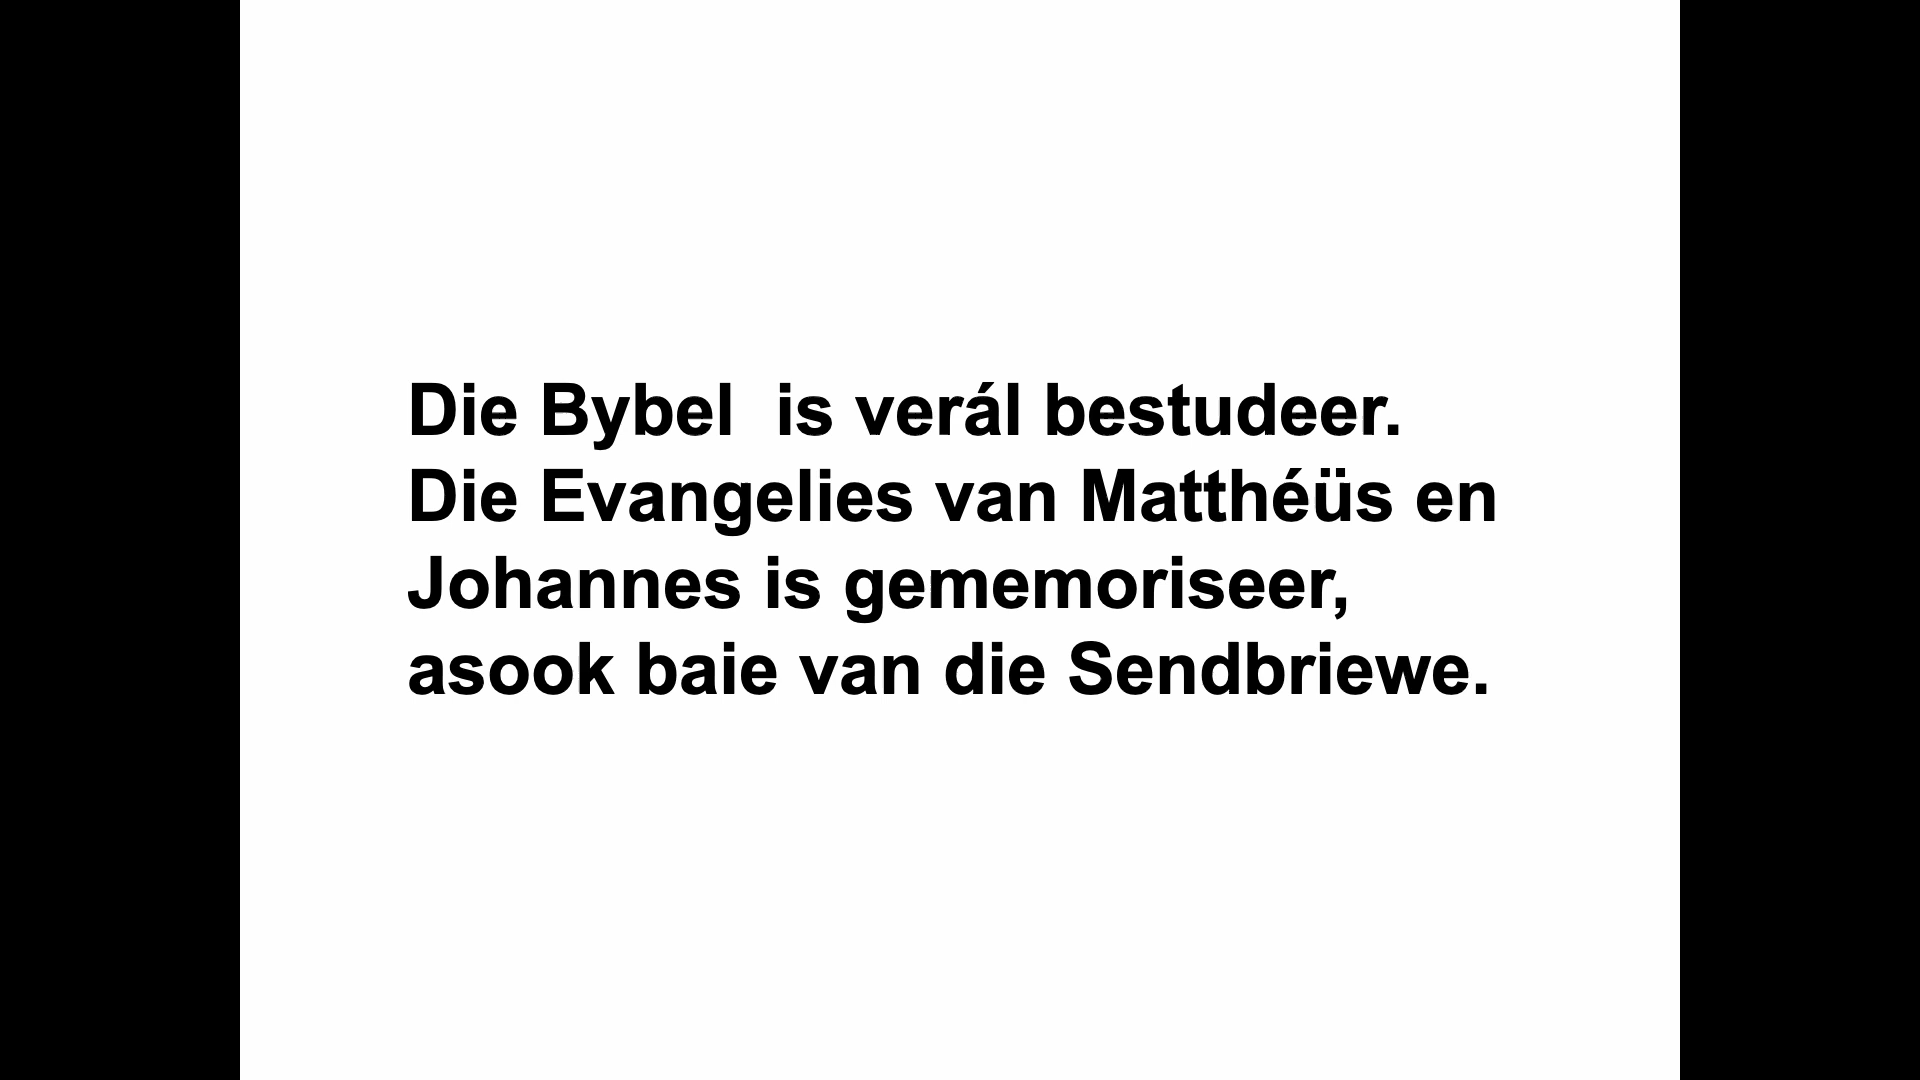 Die Bybel  is verál bestudeer.
Die Evangelies van Matthéüs en
Johannes is gememoriseer,
asook baie van die Sendbriewe.